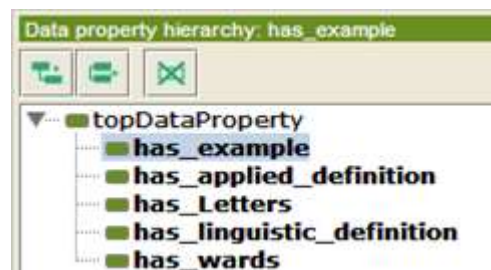 Data property hierarchy: has_example
topDataProperty
has_example
has_applied_definition
has_Letters
has_linguistic_definition
has_wards